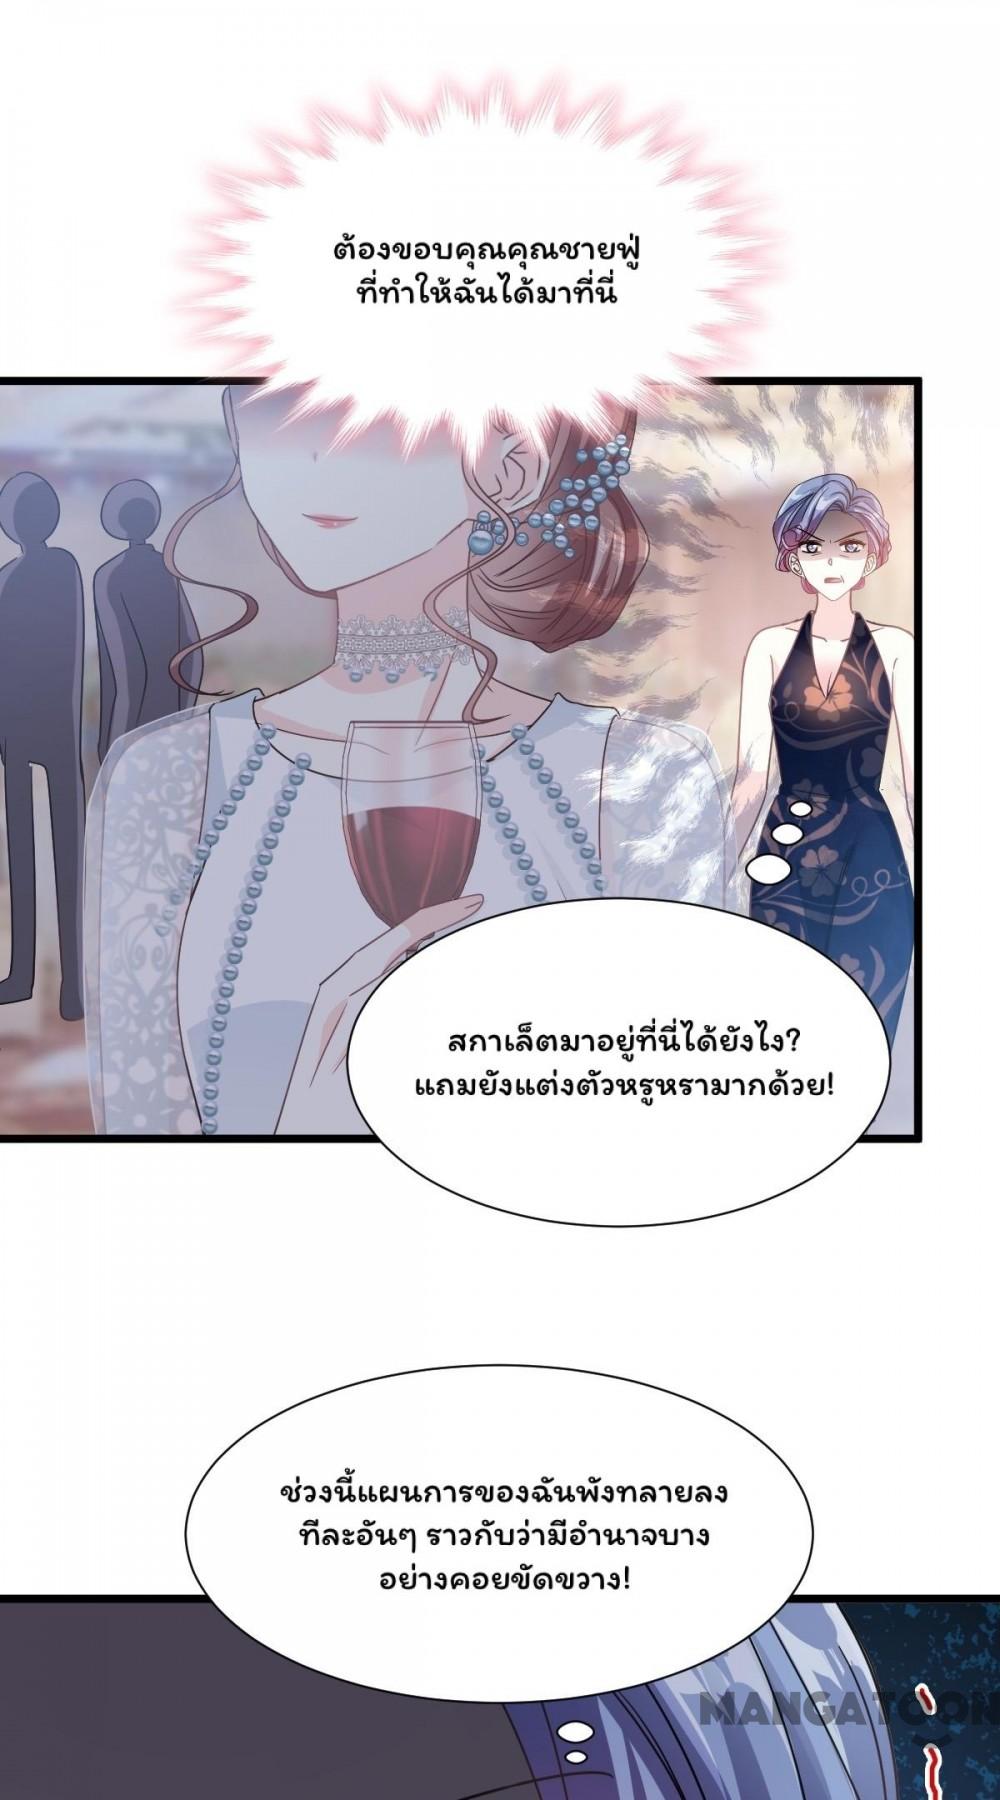 ต้องขอบคุณคุณชายฟู่
ที่ทำให้ฉันได้มาที่นี่
สกาเล็ตมาอยู่ที่นี่ได้ยังไง?
แถมยังแต่งตัวหรูหรามากด้วย!
ช่วงนี้แผนการของฉันพังทลายลง
ทีละอันๆ ราวกับว่ามีอำนาจบาง
อย่างคอยขัดขวาง!
MANGATOON